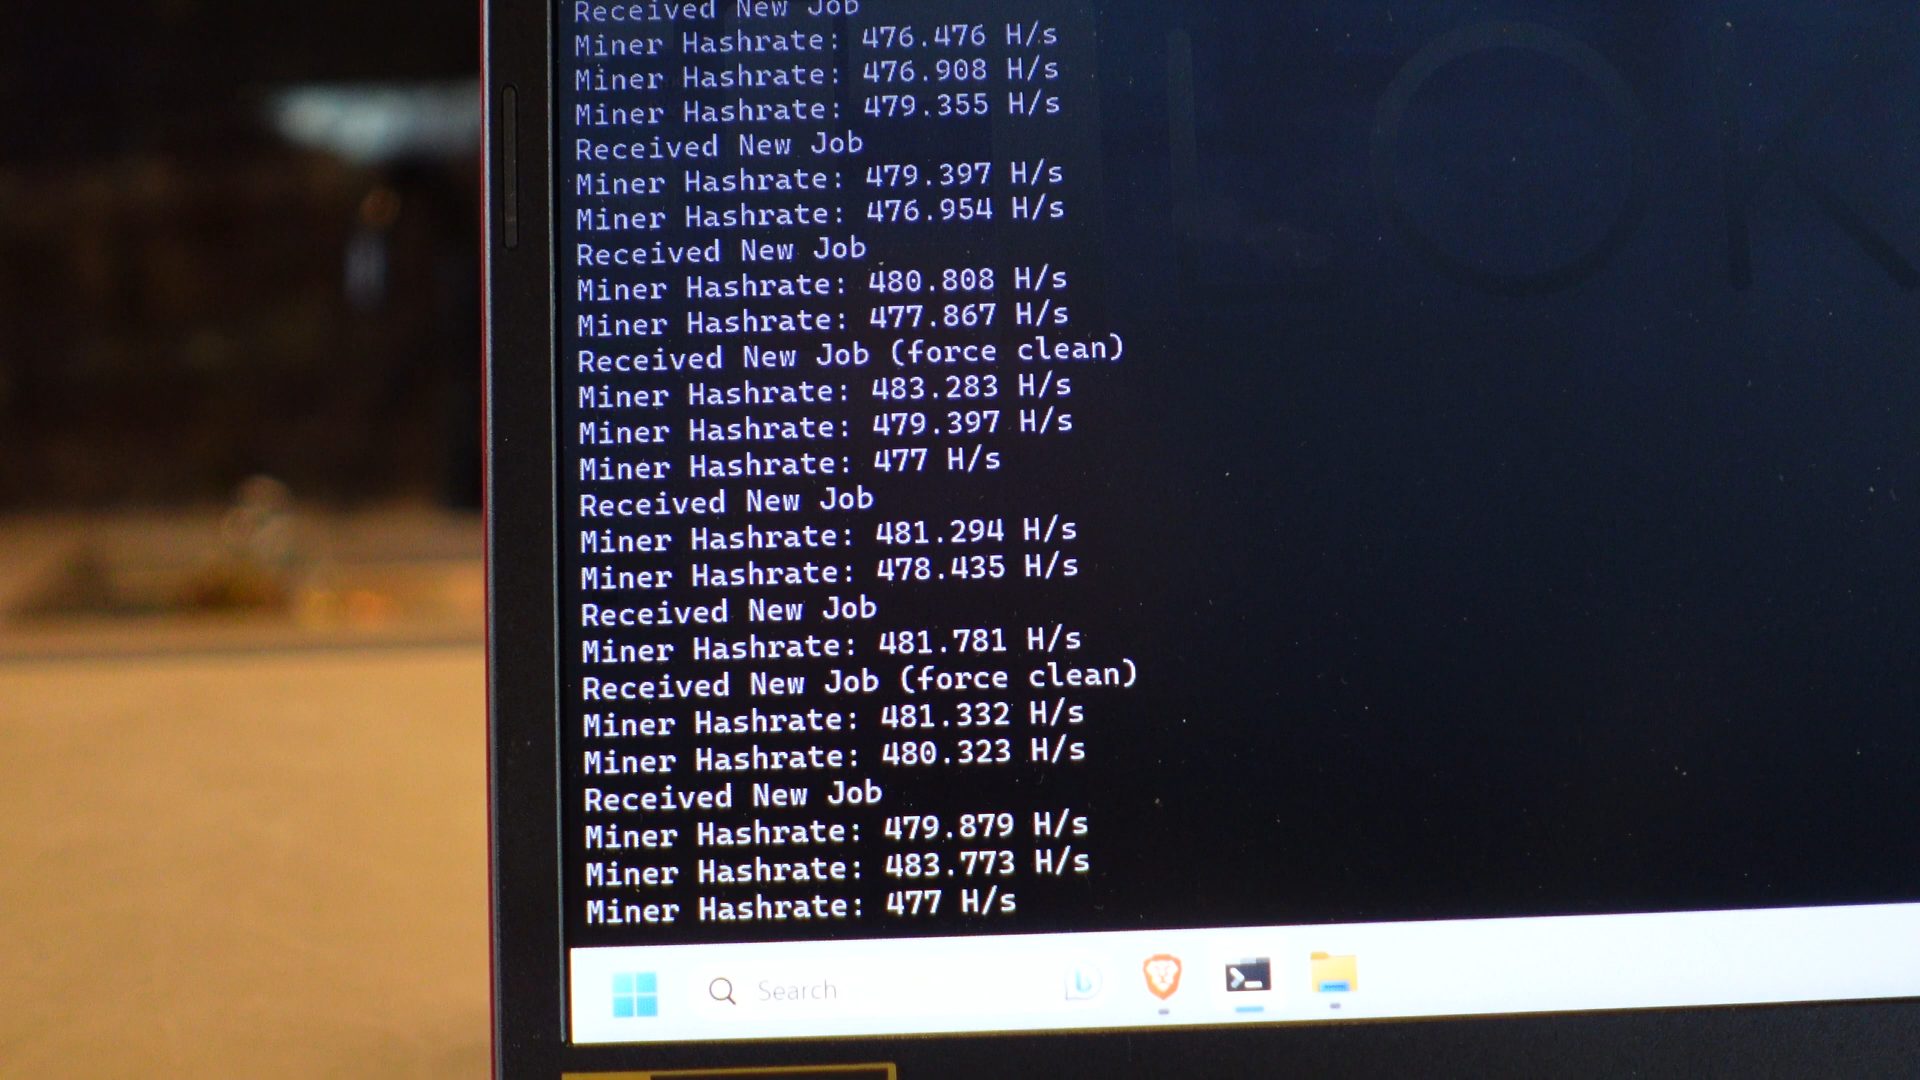 Received New Job
Miner Hashrate: 476.476 H/s
Miner Hashrate: 476.908 H/s
Miner Hashrate: 479.355 H/s
Received New Job
Miner Hashrate: 479.397 H/s
Miner Hashrate: 476.954 H/s
Received New Job
Miner Hashrate: 480.808 H/s
Miner Hashrate: 477.867 H/s
Received New Job (force clean)
Miner Hashrate: 483.283 H/s
Miner Hashrate: 479.397 H/s
Miner Hashrate: 477 H/s
Received New Job
Miner Hashrate: 481.294 H/s
Miner Hashrate: 478.435 H/s
Received New Job
Miner Hashrate: 481.781 H/s
Received New Job (force clean)
Miner Hashrate: 481.332 H/s
Miner Hashrate: 480.323 H/s
Received New Job
Miner Hashrate: 479.879 H/s
Miner Hashrate: 483.773 H/s
Miner Hashrate: 477 H/s
Search